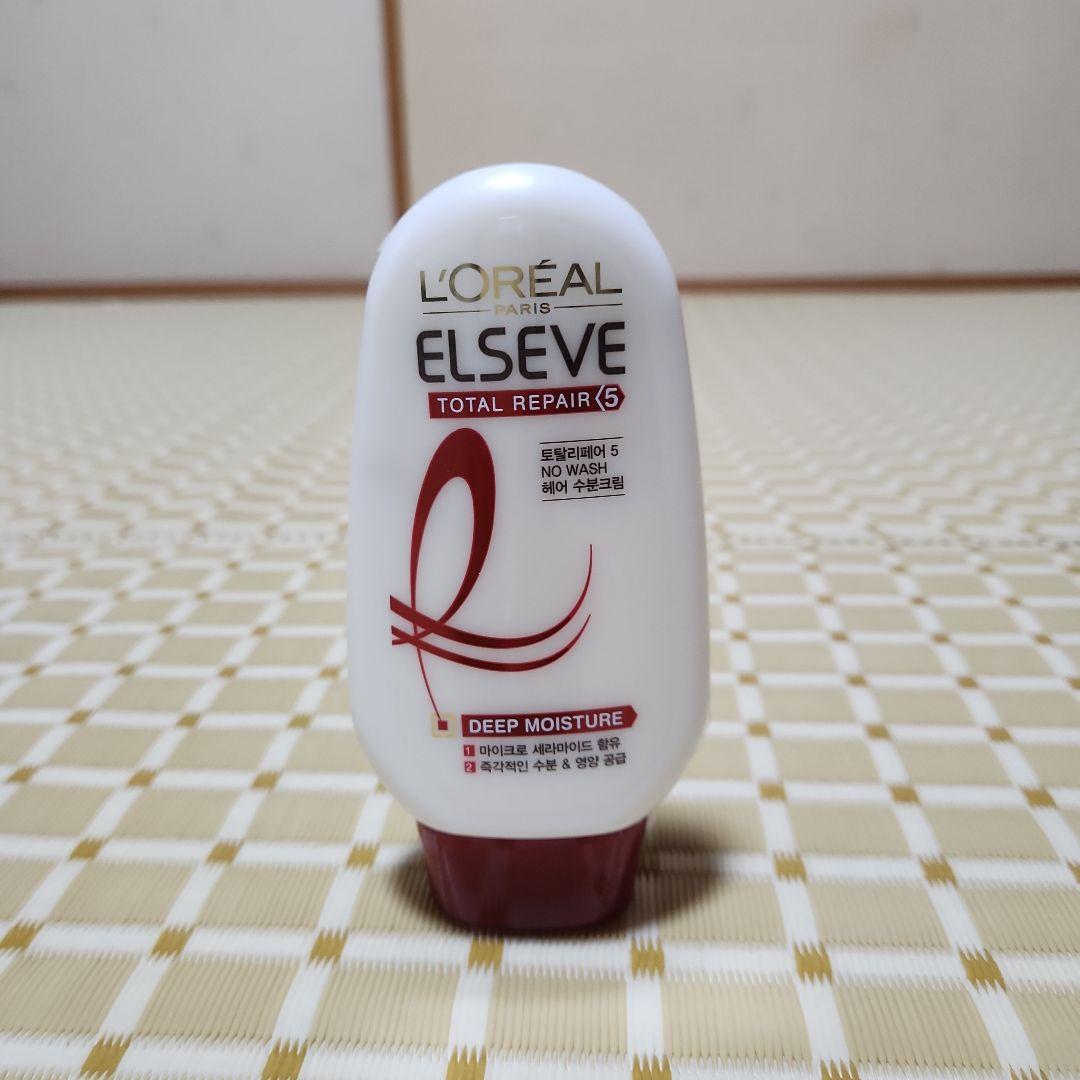 L'ORÉAL
PARIS
ELSEVE
TOTAL REPAIR 5
토탈리페어 5
NO WASH
헤어 수분크림
DEEP MOISTURE
1 마이크로 세라마이드 함유
2 즉각적인 수분 & 영양 공급